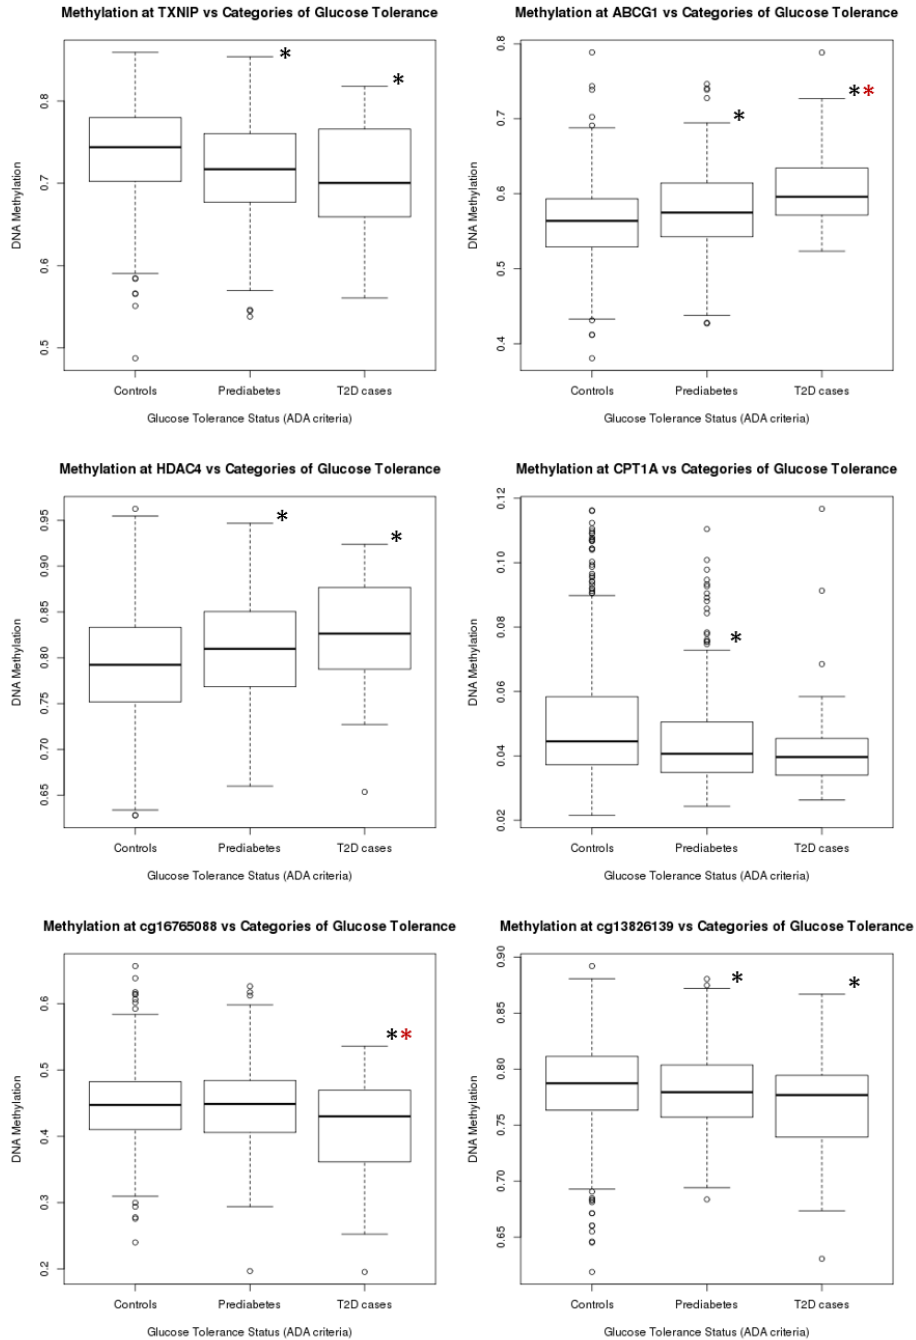 Methylation at TXNIP vs Categories of Glucose Tolerance
DNA Methylation
0.8
0.7
0.6
0.5
*
*
Controls Prediabetes T2D cases
Glucose Tolerance Status (ADA criteria)
Methylation at ABCG1 vs Categories of Glucose Tolerance
DNA Methylation
0.8
0.7
0.6
0.5
0.4
*
**
Controls Prediabetes T2D cases
Glucose Tolerance Status (ADA criteria)
Methylation at HDAC4 vs Categories of Glucose Tolerance
DNA Methylation
0.95
0.90
0.85
0.80
0.75
0.70
0.65
*
*
Controls Prediabetes T2D cases
Glucose Tolerance Status (ADA criteria)
Methylation at CPT1A vs Categories of Glucose Tolerance
DNA Methylation
0.12
0.10
0.08
0.06
0.04
0.02
*
Controls Prediabetes T2D cases
Glucose Tolerance Status (ADA criteria)
Methylation at cg16765088 vs Categories of Glucose Tolerance
DNA Methylation
0.6
0.5
0.4
0.3
0.2
**
Controls Prediabetes T2D cases
Glucose Tolerance Status (ADA criteria)
Methylation at cg13826139 vs Categories of Glucose Tolerance
DNA Methylation
0.90
0.85
0.80
0.75
0.70
0.65
*
*
Controls Prediabetes T2D cases
Glucose Tolerance Status (ADA criteria)